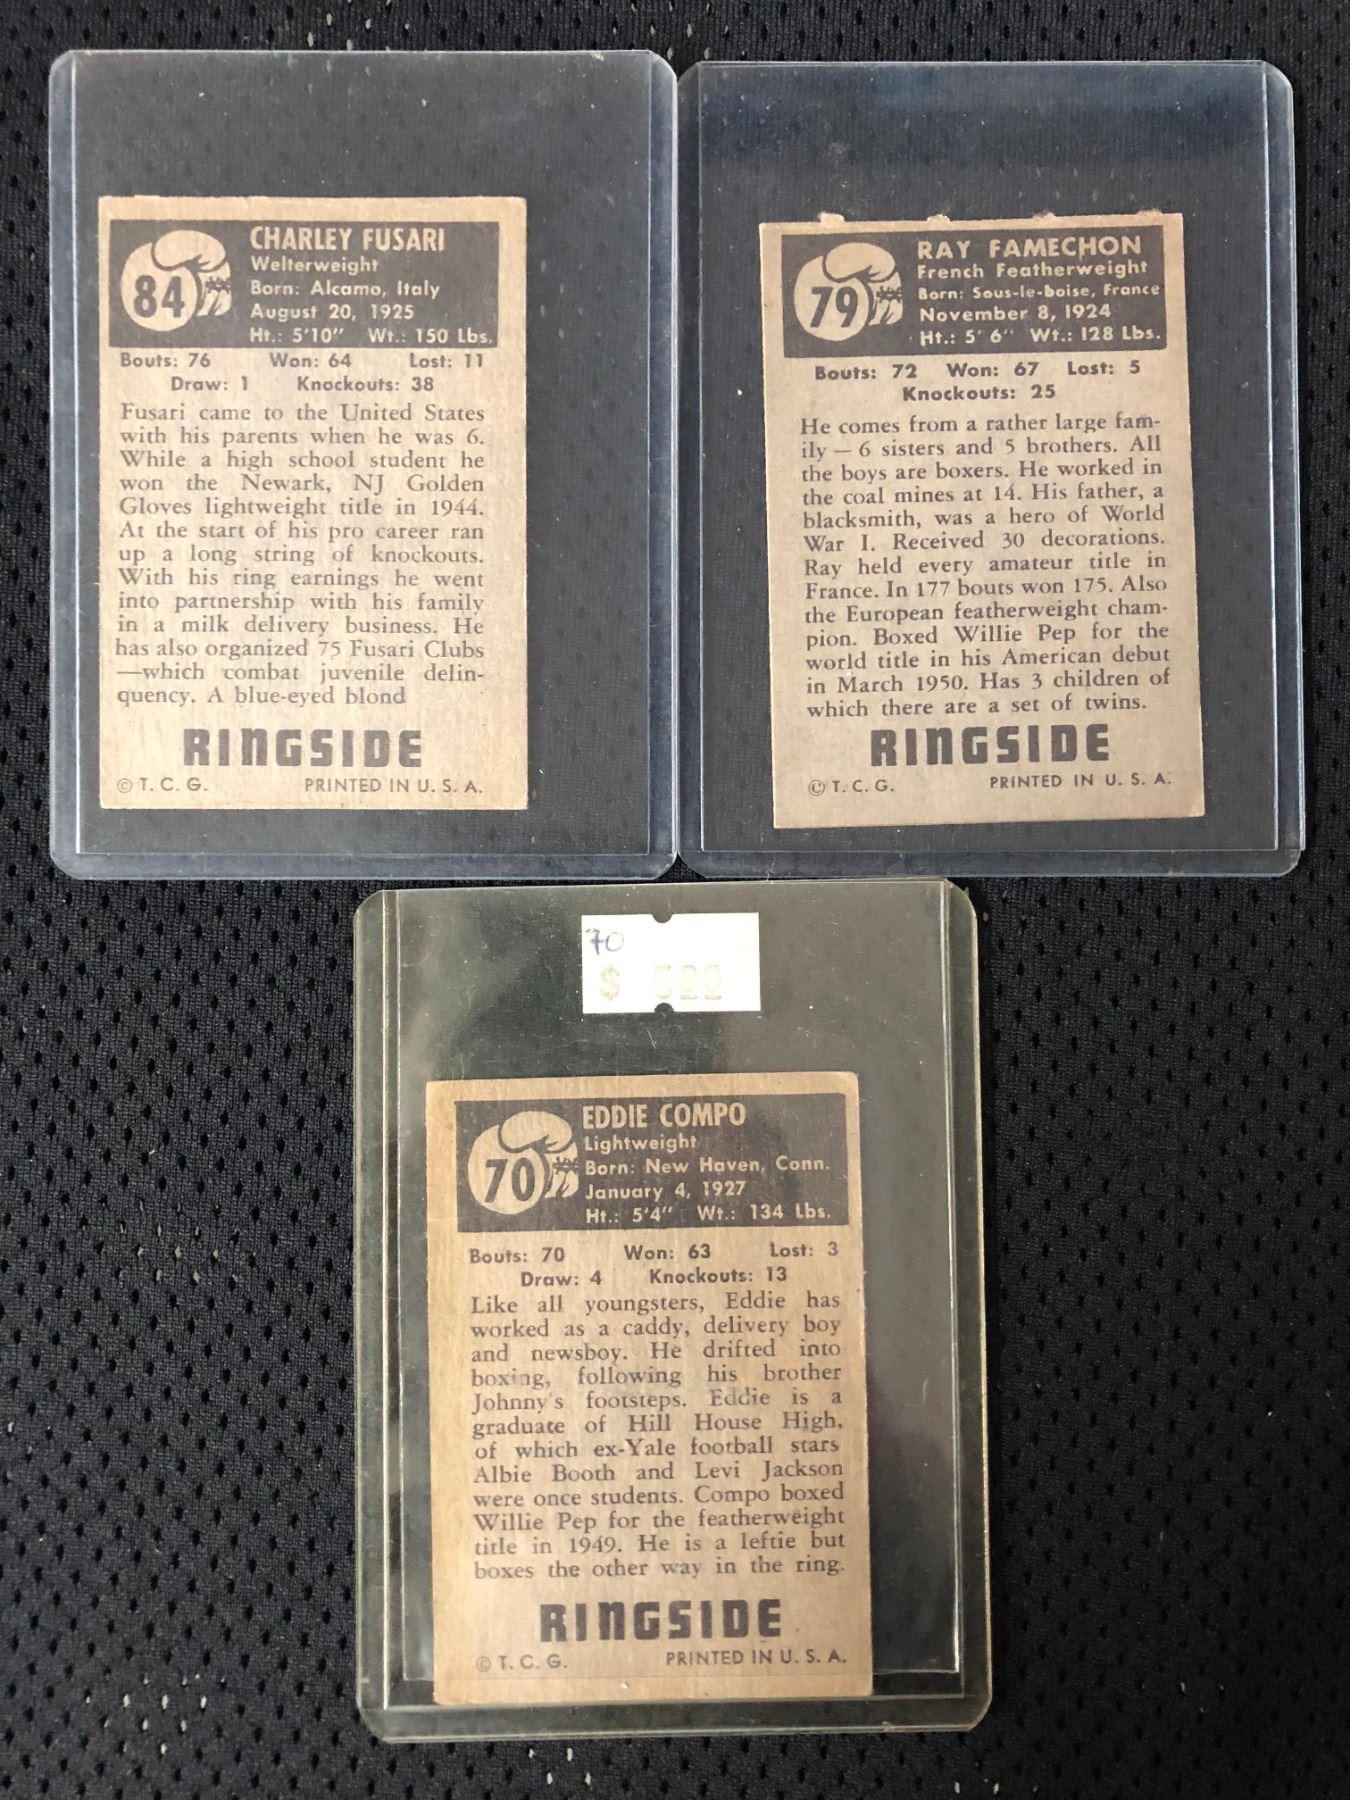 84
CHARLEY FUSARI
Welterweight
Born: Alcamo, Italy
August 20, 1925
Ht.: 5'10" Wt.: 150 Lbs.
Bouts: 76 Won: 64 Lost: 11
Draw: 1 Knockouts: 38
Fusari came to the United States
with his parents when he was 6.
While a high school student he
won the Newark, NJ Golden
Gloves lightweight title in 1944.
At the start of his pro career ran
up a long string of knockouts.
With his ring earnings he went
into partnership with his family
in a milk delivery business. He
has also organized 75 Fusari Clubs
—which combat juvenile delin-
quency. A blue-eyed blond
RINGSIDE
© T. C. G. PRINTED IN U. S. A.
79
RAY FAMECHON
French Featherweight
Born: Sous-le-boise, France
November 8, 1924
Ht.: 5' 6" Wt.: 128 Lbs.
Bouts: 72 Won: 67 Lost: 5
Knockouts: 25
He comes from a rather large fam-
ily – 6 sisters and 5 brothers. All
the boys are boxers. He worked in
the coal mines at 14. His father, a
blacksmith, was a hero of World
War I. Received 30 decorations.
Ray held every amateur title in
France. In 177 bouts won 175. Also
the European featherweight cham-
pion. Boxed Willie Pep for the
world title in his American debut
in March 1950. Has 3 children of
which there are a set of twins.
RINGSIDE
© T. C. G. PRINTED IN U. S. A.
70
$ 5.00
70
EDDIE COMPO
Lightweight
Born: New Haven, Conn.
January 4, 1927
Ht.: 5'4" Wt.: 134 Lbs.
Bouts: 70 Won: 63 Lost: 3
Draw: 4 Knockouts: 13
Like all youngsters, Eddie has
worked as a caddy, delivery boy
and newsboy. He drifted into
boxing, following his brother
Johnny's footsteps. Eddie is a
graduate of Hill House High,
of which ex-Yale football stars
Albie Booth and Levi Jackson
were once students. Compo boxed
Willie Pep for the featherweight
title in 1949. He is a leftie but
boxes the other way in the ring.
RINGSIDE
© T. C. G. PRINTED IN U. S. A.